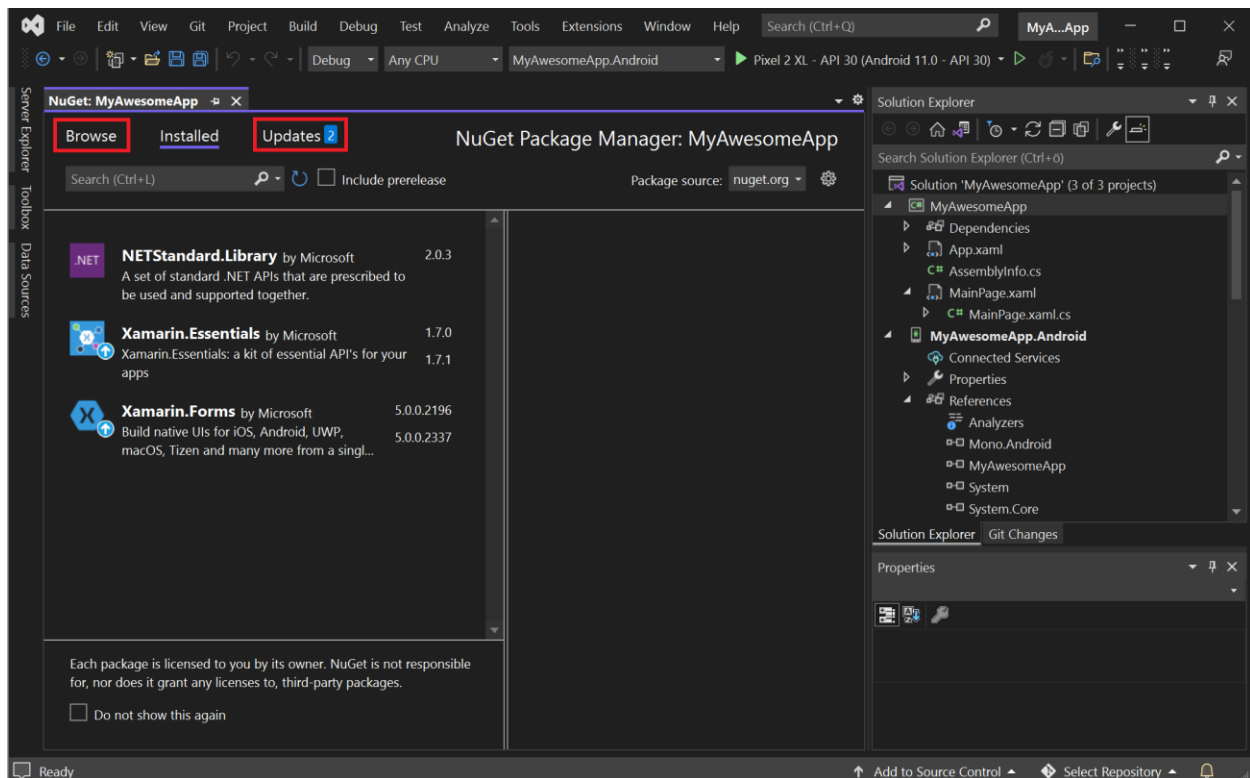 File Edit View Git Project Build Debug Test Analyze Tools Extensions Window Help Search (Ctrl+Q) MyA...App
Debug Any CPU MyAwesomeApp.Android Pixel 2 XL - API 30 (Android 11.0 - API 30)
Server Explorer
Toolbox
Data Sources
NuGet: MyAwesomeApp
Browse Installed Updates 2 NuGet Package Manager: MyAwesomeApp
Search (Ctrl+L) Include prerelease Package source: nuget.org
.NET NETStandard.Library by Microsoft 2.0.3
A set of standard .NET APIs that are prescribed to
be used and supported together.
Xamarin.Essentials by Microsoft 1.7.0
Xamarin.Essentials: a kit of essential API's for your 1.7.1
apps
Xamarin.Forms by Microsoft 5.0.0.2196
Build native UIs for iOS, Android, UWP, 5.0.0.2337
macOS, Tizen and many more from a singl...
Each package is licensed to you by its owner. NuGet is not responsible
for, nor does it grant any licenses to, third-party packages.
Do not show this again
Solution Explorer
Search Solution Explorer (Ctrl+ö)
Solution 'MyAwesomeApp' (3 of 3 projects)
C# MyAwesomeApp
Dependencies
App.xaml
C# AssemblyInfo.cs
MainPage.xaml
C# MainPage.xaml.cs
MyAwesomeApp.Android
Connected Services
Properties
References
Analyzers
Mono.Android
MyAwesomeApp
System
System.Core
Solution Explorer Git Changes
Properties
Ready Add to Source Control Select Repository